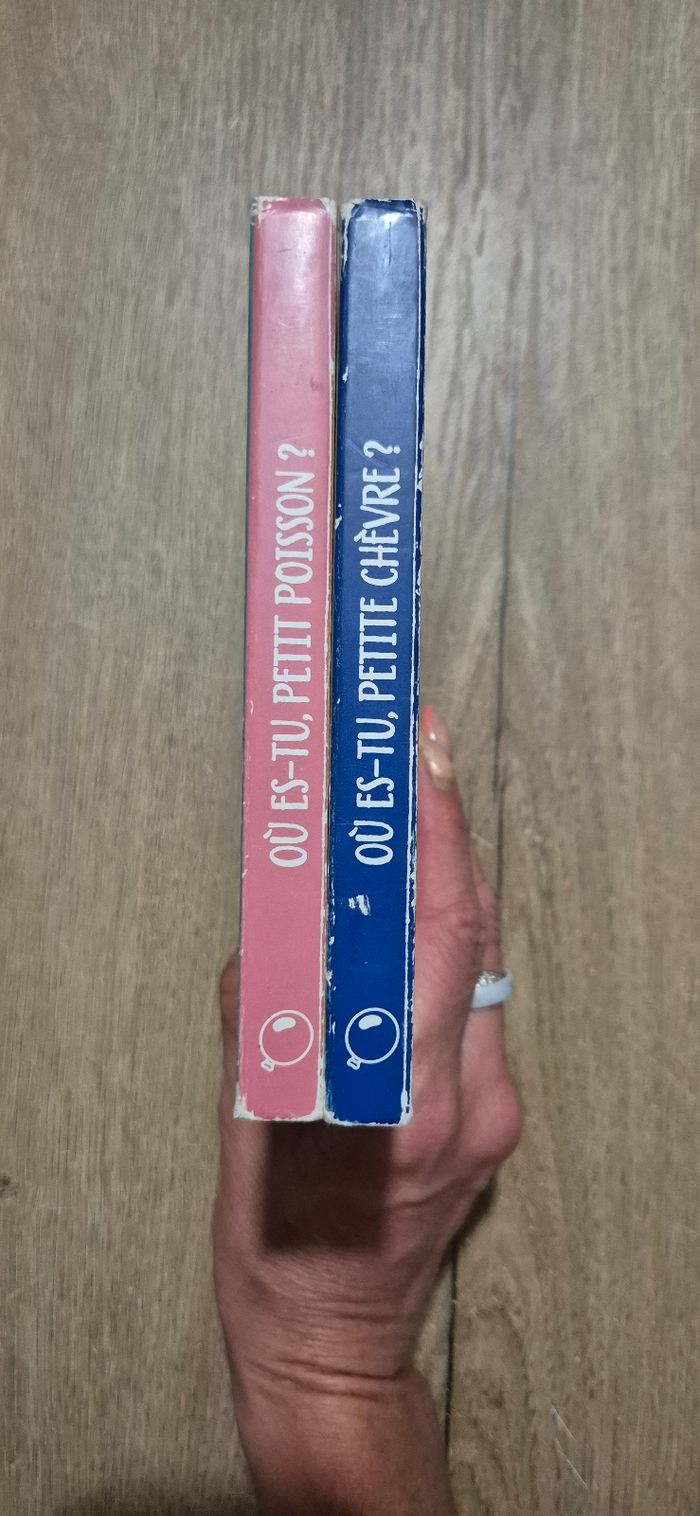 OÙ ES-TU, PETIT POISSON ?
OÙ ES-TU, PETITE CHÈVRE ?